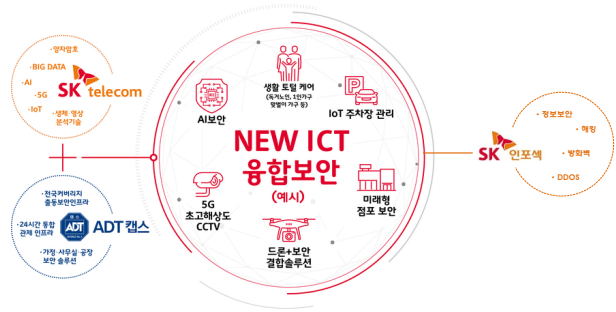 ·양자암호
·BIG DATA
·AI
·5G
·IoT
·생체·영상
분석기술
SK telecom
·전국커버리지
출동보안인프라
·24시간 통합
관제 인프라
·가정·사무실·공장
보안 솔루션
ADT
ADT캡스
생활 토털 케어
(독거노인, 1인가구
맞벌이 가구 등)
AI보안
P
IoT 주차장 관리
NEW ICT
융합보안
(예시)
5G
초고해상도
CCTV
미래형
점포 보안
드론+보안
결합솔루션
SK 인포섹
·정보보안
·해킹
·방화벽
·DDOS